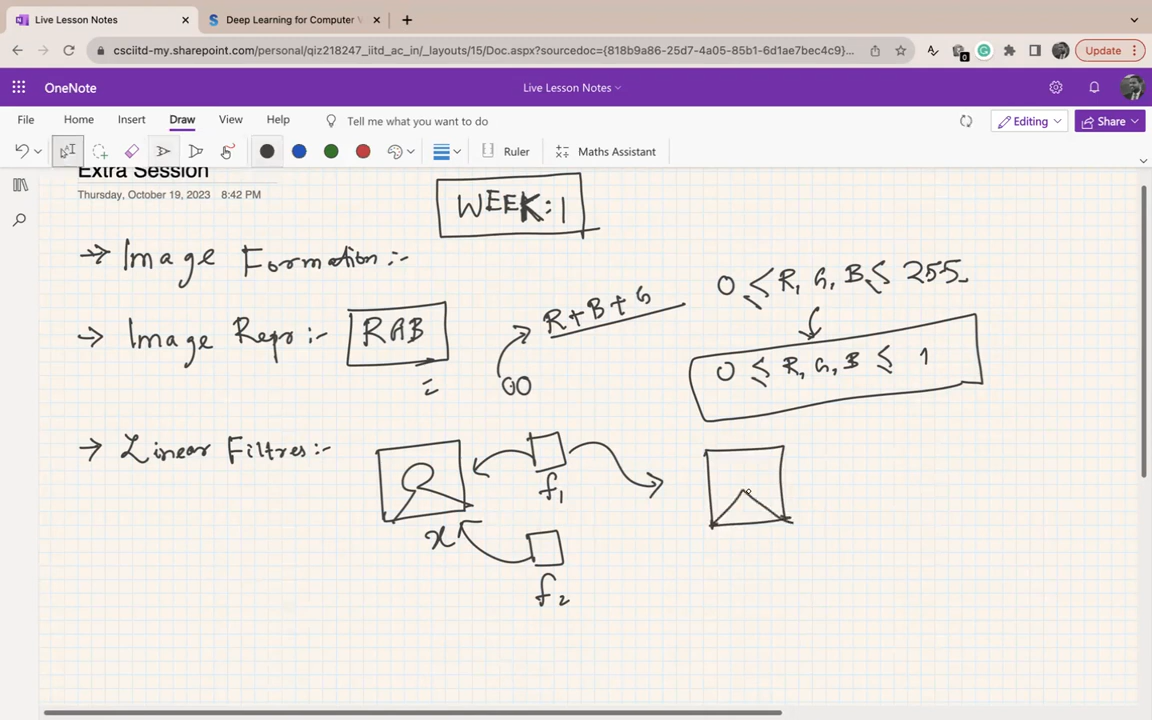 Live Lesson Notes
Deep Learning for Computer V
csciitd-my.sharepoint.com/personal/qiz218247_iitd_ac_in/_layouts/15/Doc.aspx?sourcedoc={818b9a86-25d7-4a05-85b1-6d1ae7bec4c9}...
Update
OneNote
Live Lesson Notes
File Home Insert Draw View Help Tell me what you want to do
Editing
Share
Ruler
Maths Assistant
Extra Session
Thursday, October 19, 2023 8:42 PM
WEEK:1
→ Image Formation :-
0 ≤ R, G, B ≤ 255
→ Image Repr :- RGB
R+B+G
0 ≤ R, G, B ≤ 1
→ Linear Filtres :-
f1
x
f2